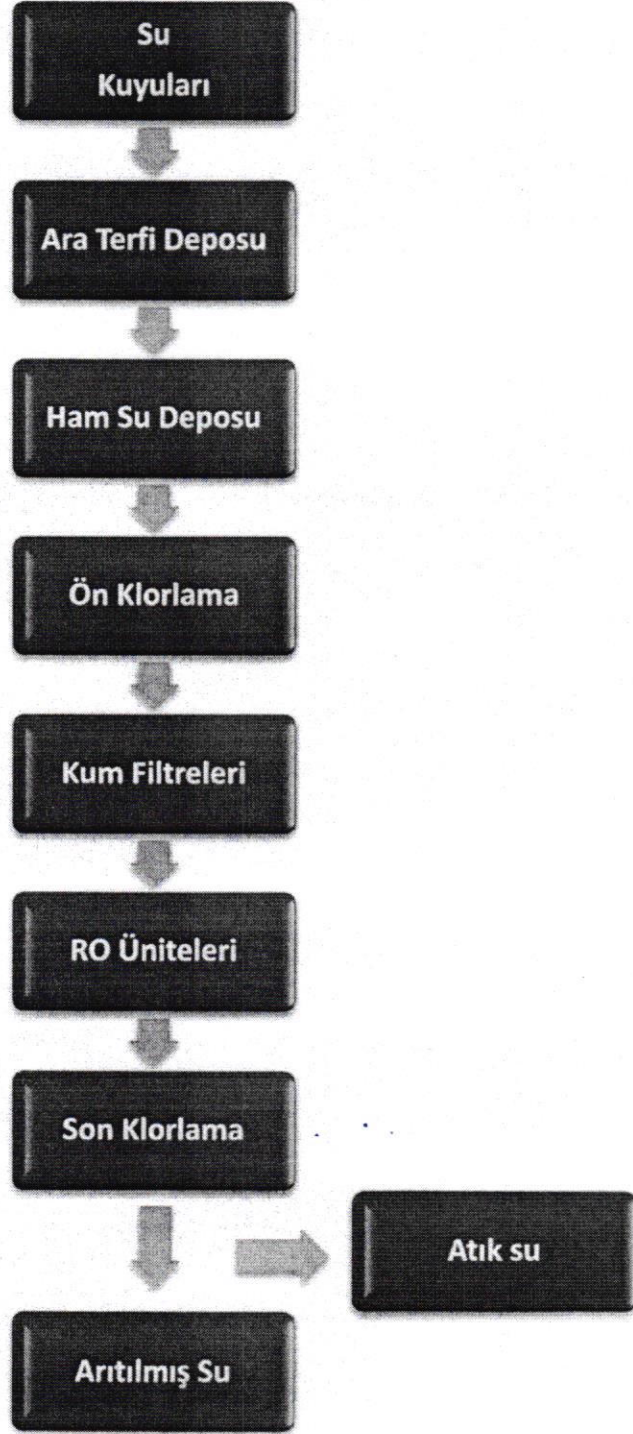 Su
Kuyuları
Ara Terfi Deposu
Ham Su Deposu
Ön Klorlama
Kum Filtreleri
RO Üniteleri
Son Klorlama
Atık su
Arıtılmış Su